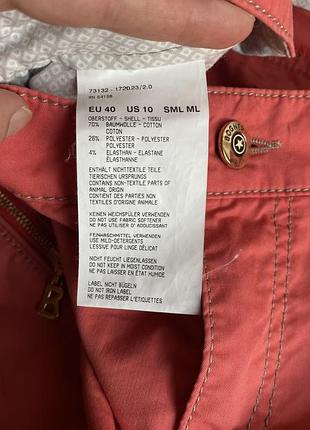 73132 - 172023/2.0
RN 64188
EU 40 US 10 SML ML
OBERSTOFF - SHELL - TISSU
70% BAUMWOLLE - COTTON
COTON
26% POLYESTER - POLYESTER
POLYESTER
4% ELASTHAN - ELASTANE
ELASTHANNE
ENTHÄLT NICHTTEXTILE TEILE
TIERISCHEN URSPRUNGS
CONTAINS NON-TEXTILE PARTS OF
ANIMAL ORIGIN
CONTIENT DES PARTIES NON
TEXTILES D'ORIGINE ANIMALE
KEINEN WEICHSPÜLER VERWENDEN
DO NOT USE FABRIC SOFTENER
NE PAS UTILISER D'ADOUCISSANT
FEINWASCHMITTEL VERWENDEN
USE MILD-DETERGENTS
LESSIVE POUR LINGE DÉLICAT
NICHT FEUCHT LIEGENLASSEN
DO NOT KEEP IN MOIST CONDITION
NE PAS LAISSER EN L'ÉTAT HUMIDE
LABEL NICHT BÜGELN
DO NOT IRON LABEL
NE PAS REPASSER L'ÉTIQUETTES
B